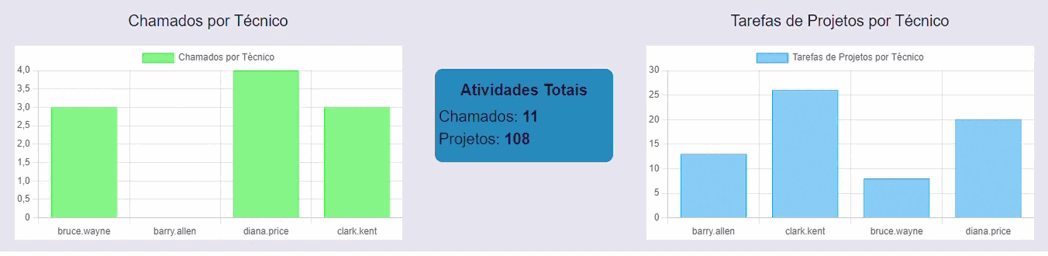 Chamados por Técnico
Chamados por Técnico
4,0
3,5
3,0
2,5
2,0
1,5
1,0
0,5
0
bruce.wayne barry.allen diana.price clark.kent
Atividades Totais
Chamados: 11
Projetos: 108
Tarefas de Projetos por Técnico
Tarefas de Projetos por Técnico
30
25
20
15
10
5
0
barry.allen clark.kent bruce.wayne diana.price